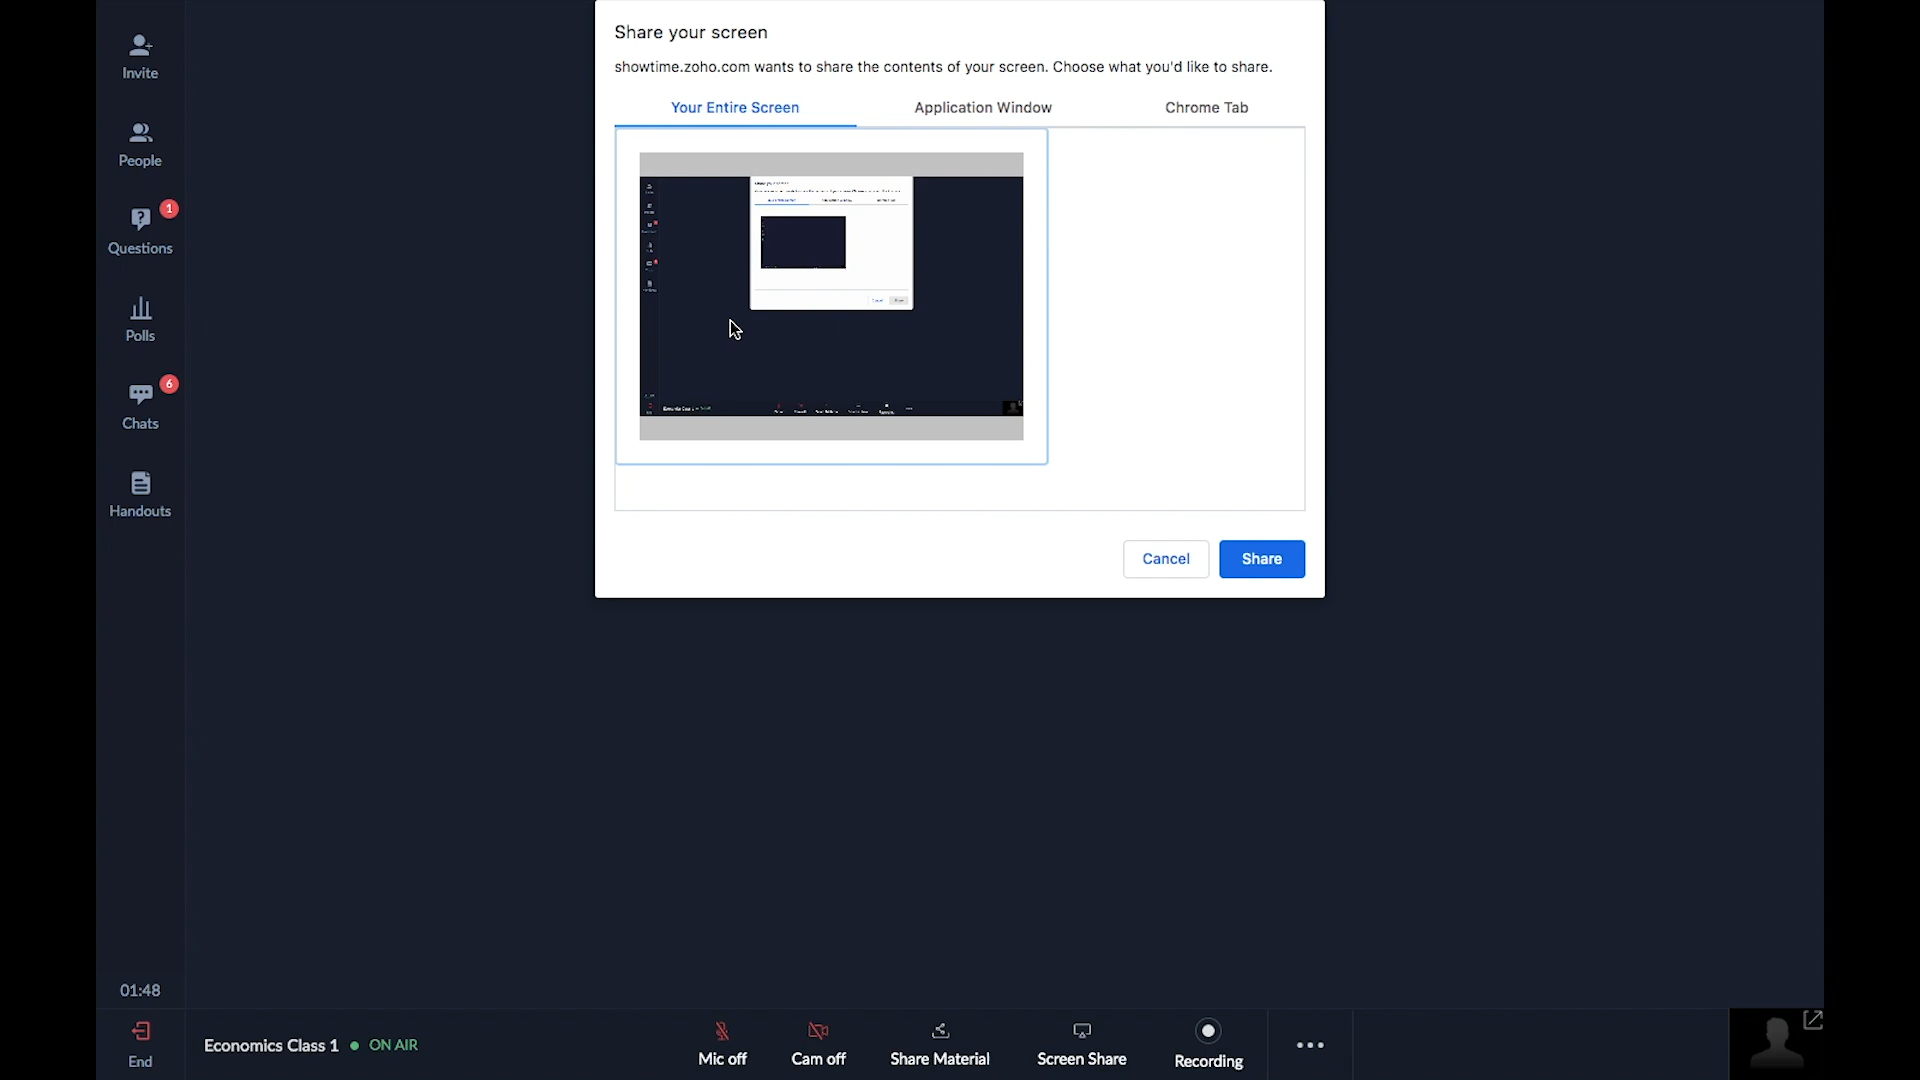 Share your screen
showtime.zoho.com wants to share the contents of your screen. Choose what you'd like to share.
Your Entire Screen Application Window Chrome Tab
Cancel Share
Invite
People
1
Questions
Polls
6
Chats
Handouts
01:48
End
Economics Class 1 ON AIR
Mic off Cam off Share Material Screen Share Recording